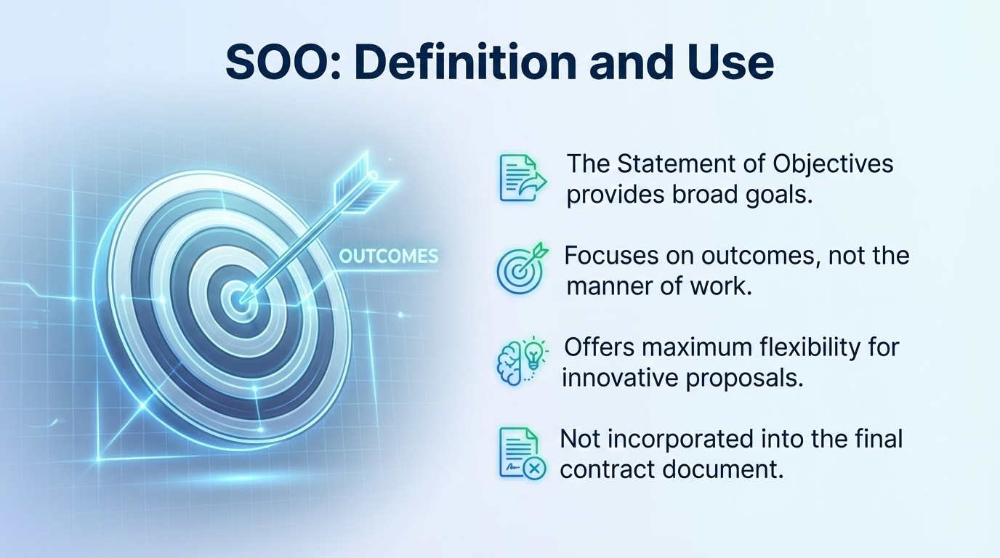 SOO: Definition and Use
OUTCOMES
The Statement of Objectives
provides broad goals.
Focuses on outcomes, not the
manner of work.
Offers maximum flexibility for
innovative proposals.
Not incorporated into the final
contract document.